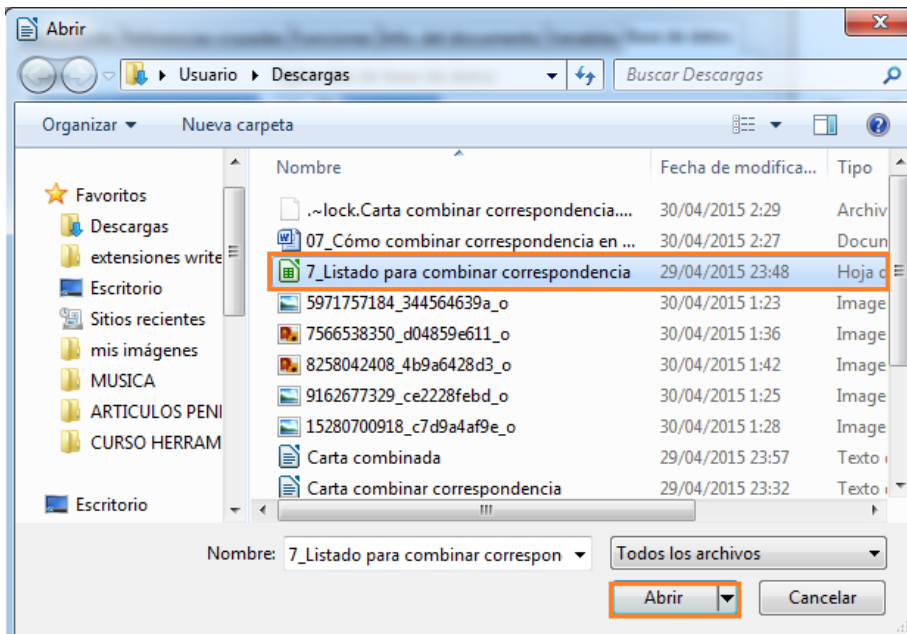 Abrir
Usuario Descargas Buscar Descargas
Organizar Nueva carpeta
Nombre Fecha de modifica... Tipo
Favoritos
Descargas
extensiones write
Escritorio
Sitios recientes
mis imágenes
MUSICA
ARTICULOS PENI
CURSO HERRAM
Escritorio
.~lock.Carta combinar correspondencia.... 30/04/2015 2:29 Archiv
07_Cómo combinar correspondencia en ... 30/04/2015 2:27 Docun
7_Listado para combinar correspondencia 29/04/2015 23:48 Hoja d
5971757184_344564639a_o 30/04/2015 1:23 Image
7566538350_d04859e611_o 30/04/2015 1:36 Image
8258042408_4b9a6428d3_o 30/04/2015 1:42 Image
9162677329_ce2228febd_o 30/04/2015 1:25 Image
15280700918_c7d9a4af9e_o 30/04/2015 1:28 Image
Carta combinada 29/04/2015 23:57 Texto
Carta combinar correspondencia 29/04/2015 23:32 Texto
Nombre: 7_Listado para combinar correspon Todos los archivos
Abrir Cancelar